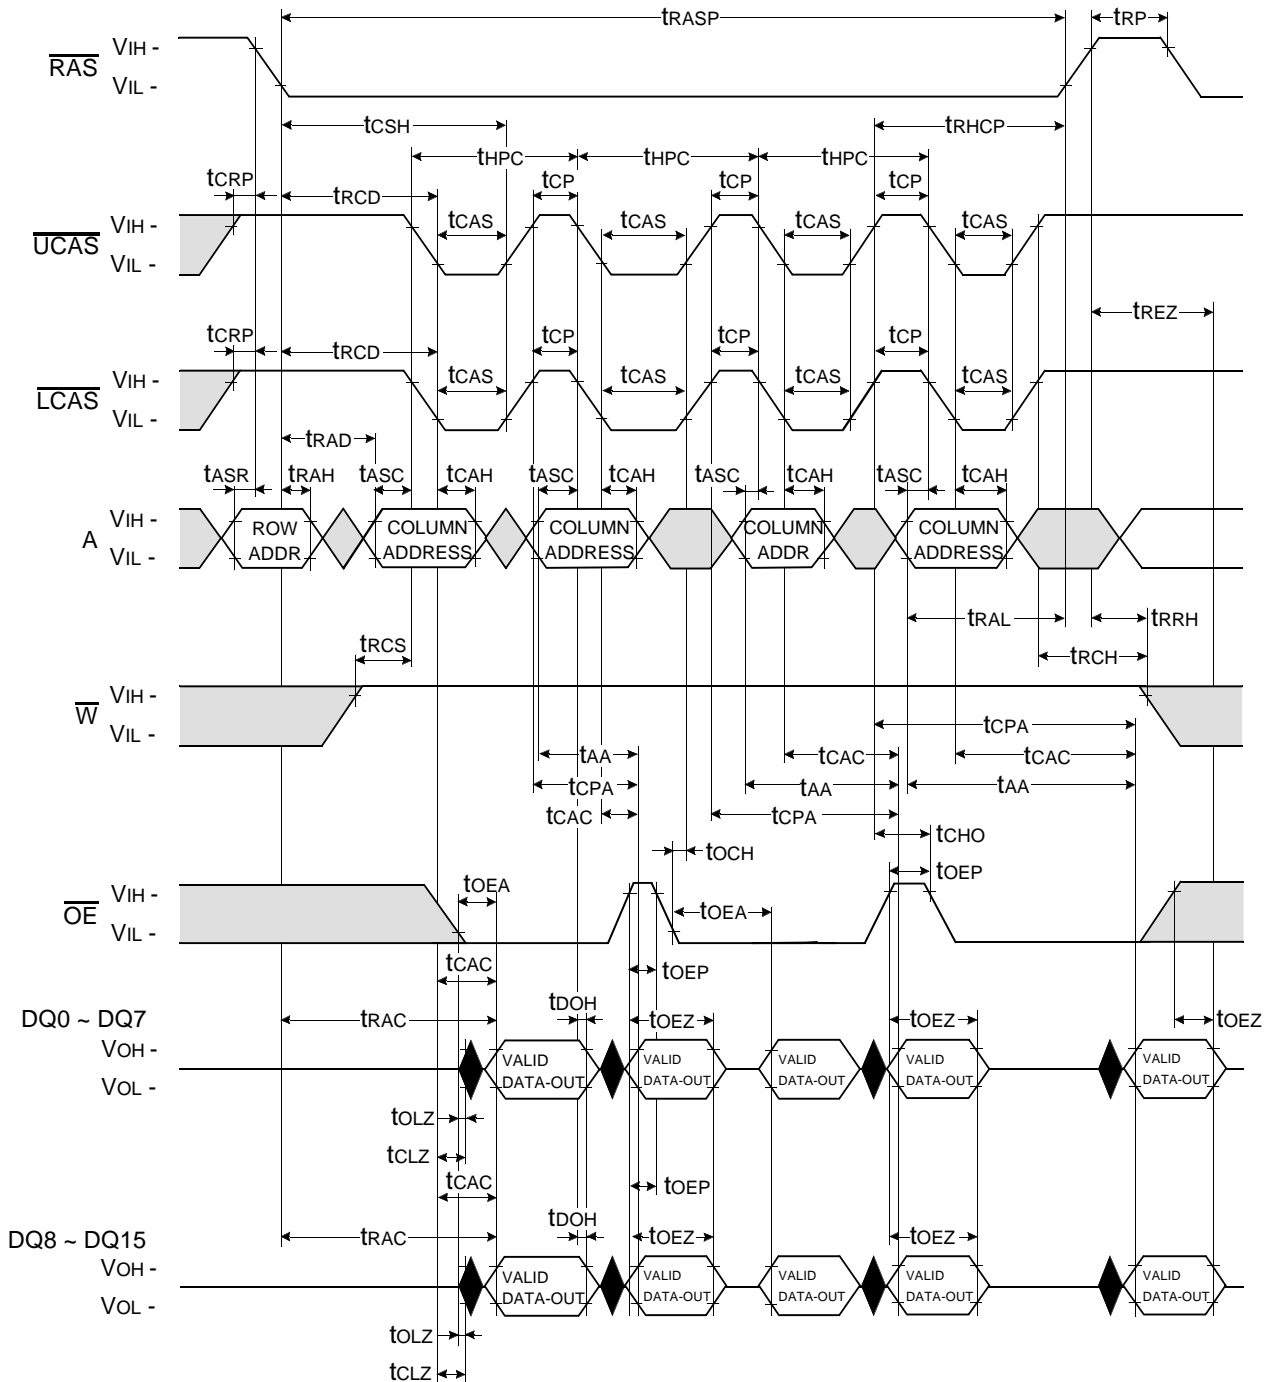 tRASP tRP
RAS VIH -
VIL -
tCSH tRHCP
tHPC tHPC tHPC
tCRP tRCD tCP tCP tCP
UCAS VIH -
VIL -
tCAS tCAS tCAS tCAS
tREZ
tCRP tRCD tCP tCP tCP
LCAS VIH -
VIL -
tCAS tCAS tCAS tCAS
tRAD
tASR tRAH tASC tCAH tASC tCAH tASC tCAH tASC tCAH
A VIH -
VIL -
ROW COLUMN COLUMN COLUMN COLUMN
ADDR ADDRESS ADDRESS ADDR ADDRESS
tRAL tRRH
tRCS tRCH
W VIH -
VIL -
tCPA
tAA tCAC tCAC
tCPA tAA tAA
tCAC tCPA
tCHO
tOCH
tOEP
OE VIH -
VIL -
tOEA tOEA
tCAC tOEP
tDOH
DQ0 ~ DQ7 tRAC tOEZ tOEZ tOEZ
VOH -
VOL -
VALID VALID VALID VALID VALID
DATA-OUT DATA-OUT DATA-OUT DATA-OUT DATA-OUT
tOLZ
tCLZ
tCAC tOEP
tDOH
DQ8 ~ DQ15 tRAC tOEZ tOEZ
VOH -
VOL -
VALID VALID VALID VALID VALID
DATA-OUT DATA-OUT DATA-OUT DATA-OUT DATA-OUT
tOLZ
tCLZ